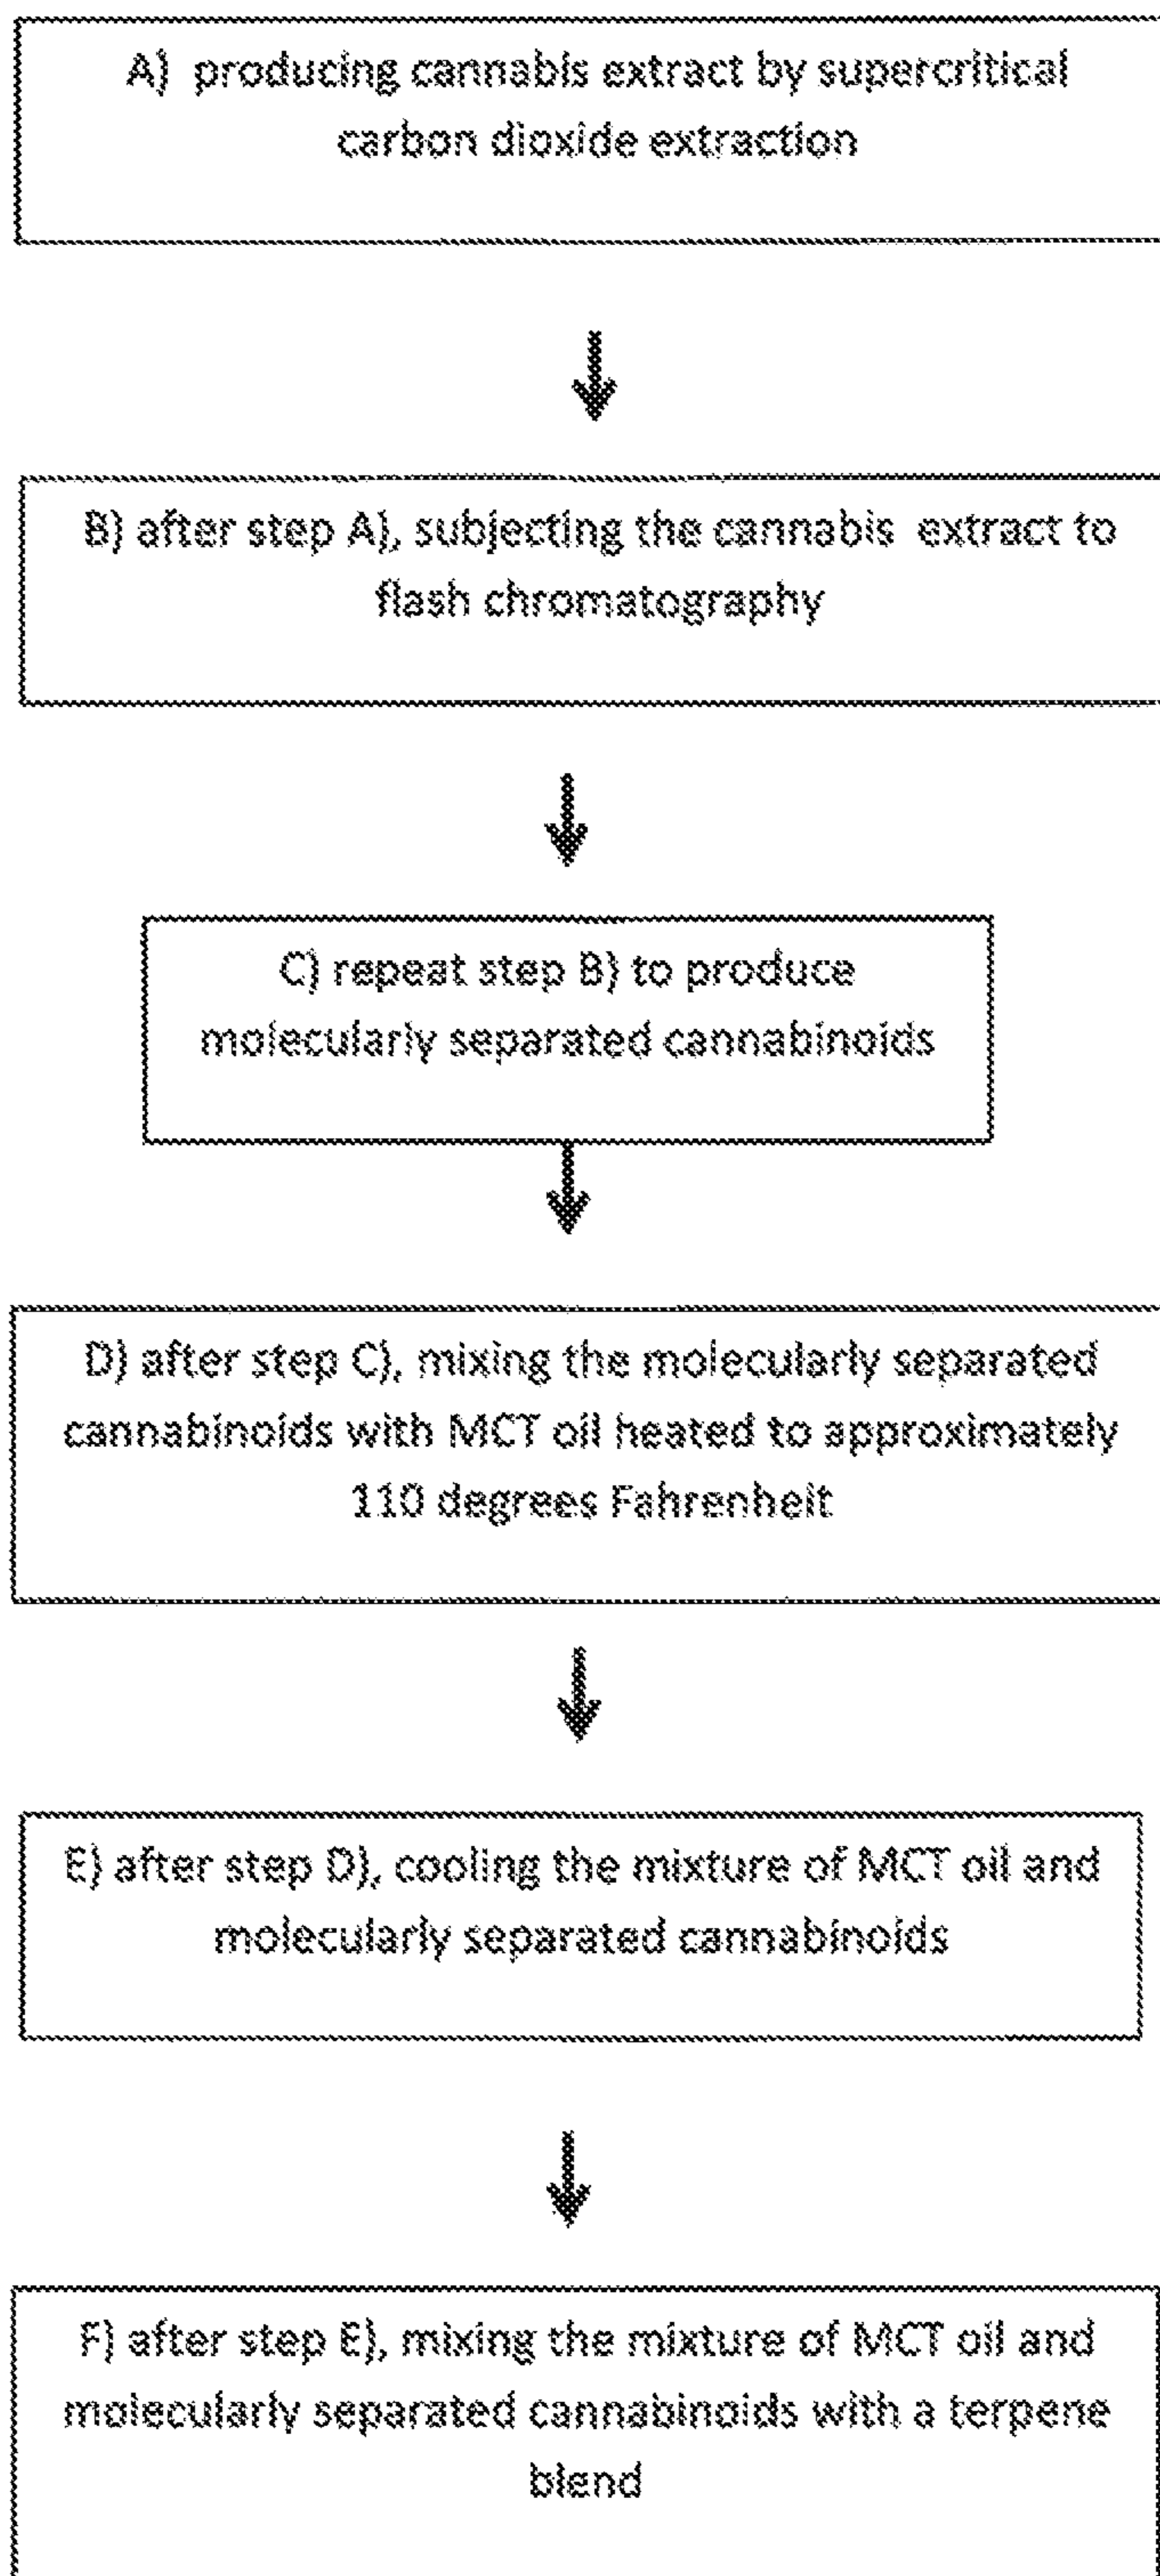 A) producing cannabis extract by supercritical
carbon dioxide extraction
B) after step A), subjecting the cannabis extract to
flash chromatography
C) repeat step B) to produce
molecularly separated cannabinoids
D) after step C), mixing the molecularly separated
cannabinoids with MCT oil heated to approximately
110 degrees Fahrenheit
E) after step D), cooling the mixture of MCT oil and
molecularly separated cannabinoids
F) after step E), mixing the mixture of MCT oil and
molecularly separated cannabinoids with a terpene
blend